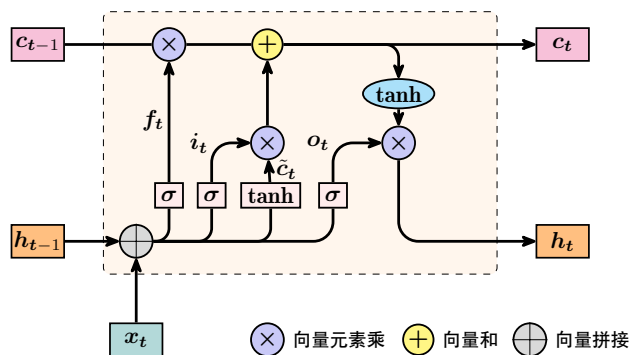 c_{t−1} × + c_t
tanh
f_t i_t × o_t ×
c̃_t
σ σ tanh σ
h_{t−1} h_t
x_t × 向量元素乘 + 向量和 向量拼接